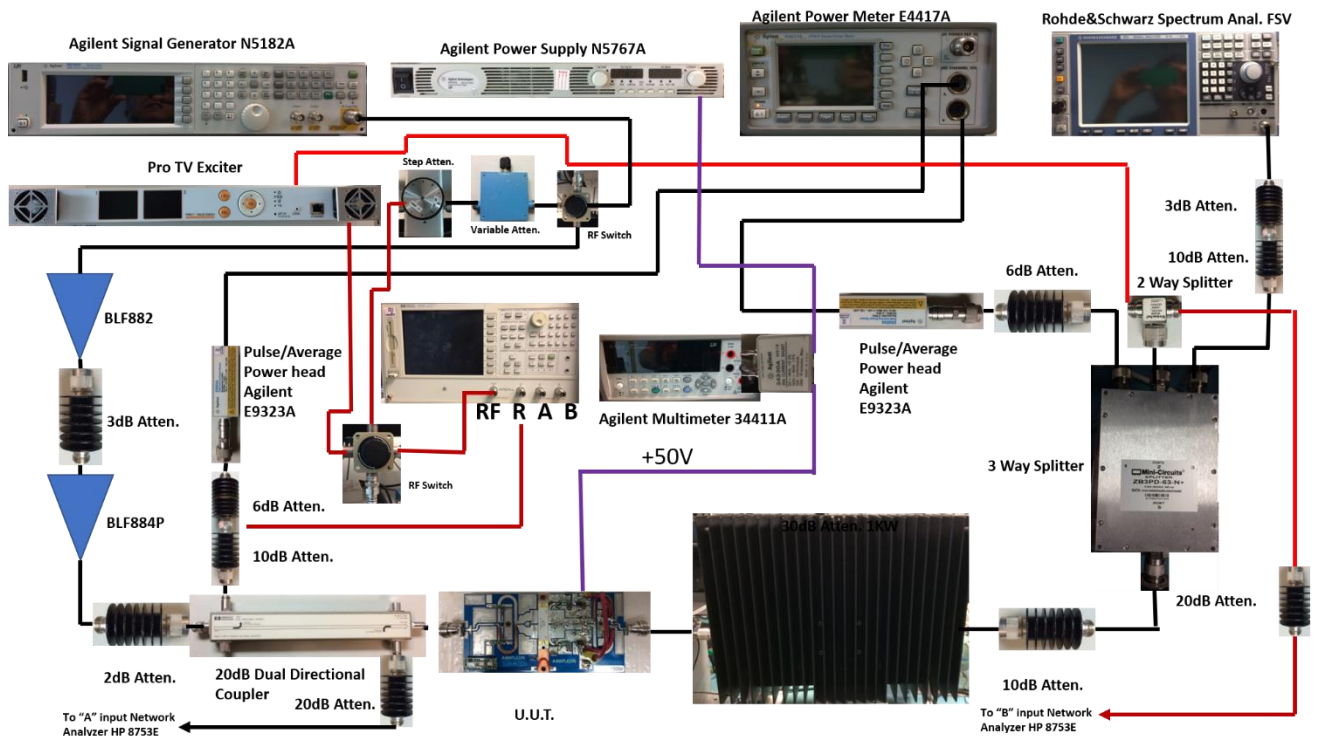 Agilent Signal Generator N5182A
Agilent Power Supply N5767A
Agilent Power Meter E4417A
Rohde&Schwarz Spectrum Anal. FSV
Pro TV Exciter
Step Atten.
Variable Atten.
RF Switch
3dB Atten.
10dB Atten.
6dB Atten.
2 Way Splitter
BLF882
Pulse/Average
Power head
Agilent
E9323A
RF R A B
Agilent Multimeter 34411A
Pulse/Average
Power head
Agilent
E9323A
3dB Atten.
+50V
3 Way Splitter
Mini-Circuits
SPLITTER
ZB3PD-63-N+
RF Switch
6dB Atten.
BLF884P
10dB Atten.
30dB Atten. 1KW
20dB Atten.
2dB Atten.
20dB Dual Directional
Coupler
20dB Atten.
U.U.T.
10dB Atten.
To "A" input Network
Analyzer HP 8753E
To "B" input Network
Analyzer HP 8753E